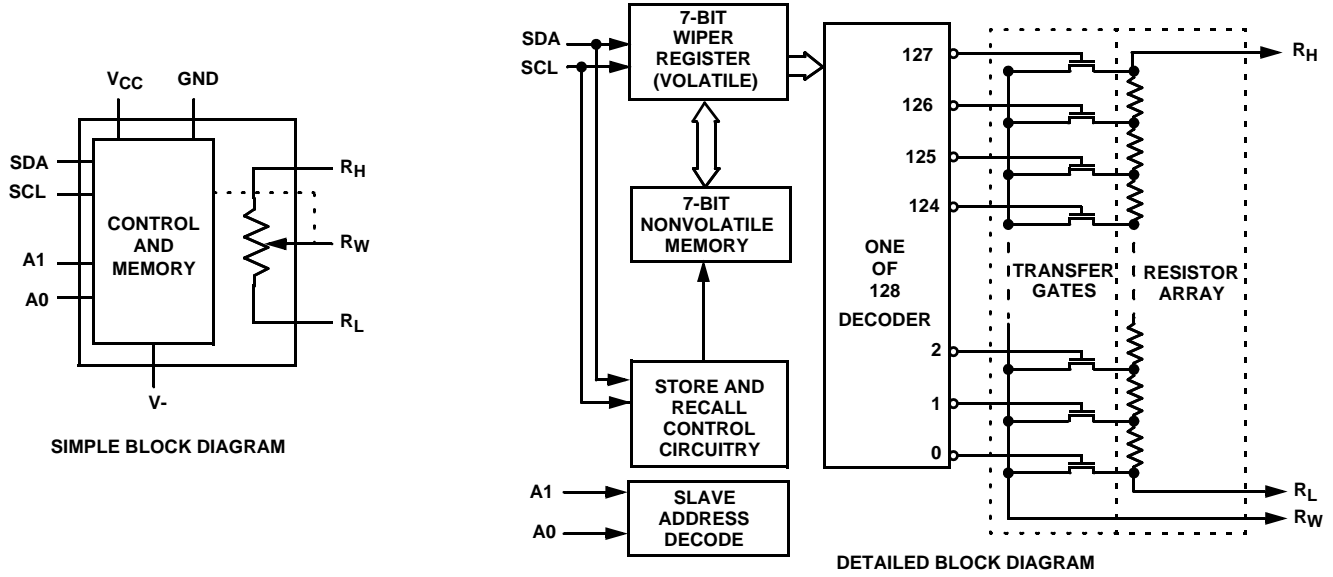 VCC
GND
SDA
SCL
A1
A0
CONTROL
AND
MEMORY
RH
RW
RL
V-
SIMPLE BLOCK DIAGRAM
SDA
SCL
7-BIT
WIPER
REGISTER
(VOLATILE)
7-BIT
NONVOLATILE
MEMORY
STORE AND
RECALL
CONTROL
CIRCUITRY
A1
A0
SLAVE
ADDRESS
DECODE
ONE
OF
128
DECODER
127
126
125
124
2
1
0
TRANSFER
GATES
RESISTOR
ARRAY
RH
RL
RW
DETAILED BLOCK DIAGRAM